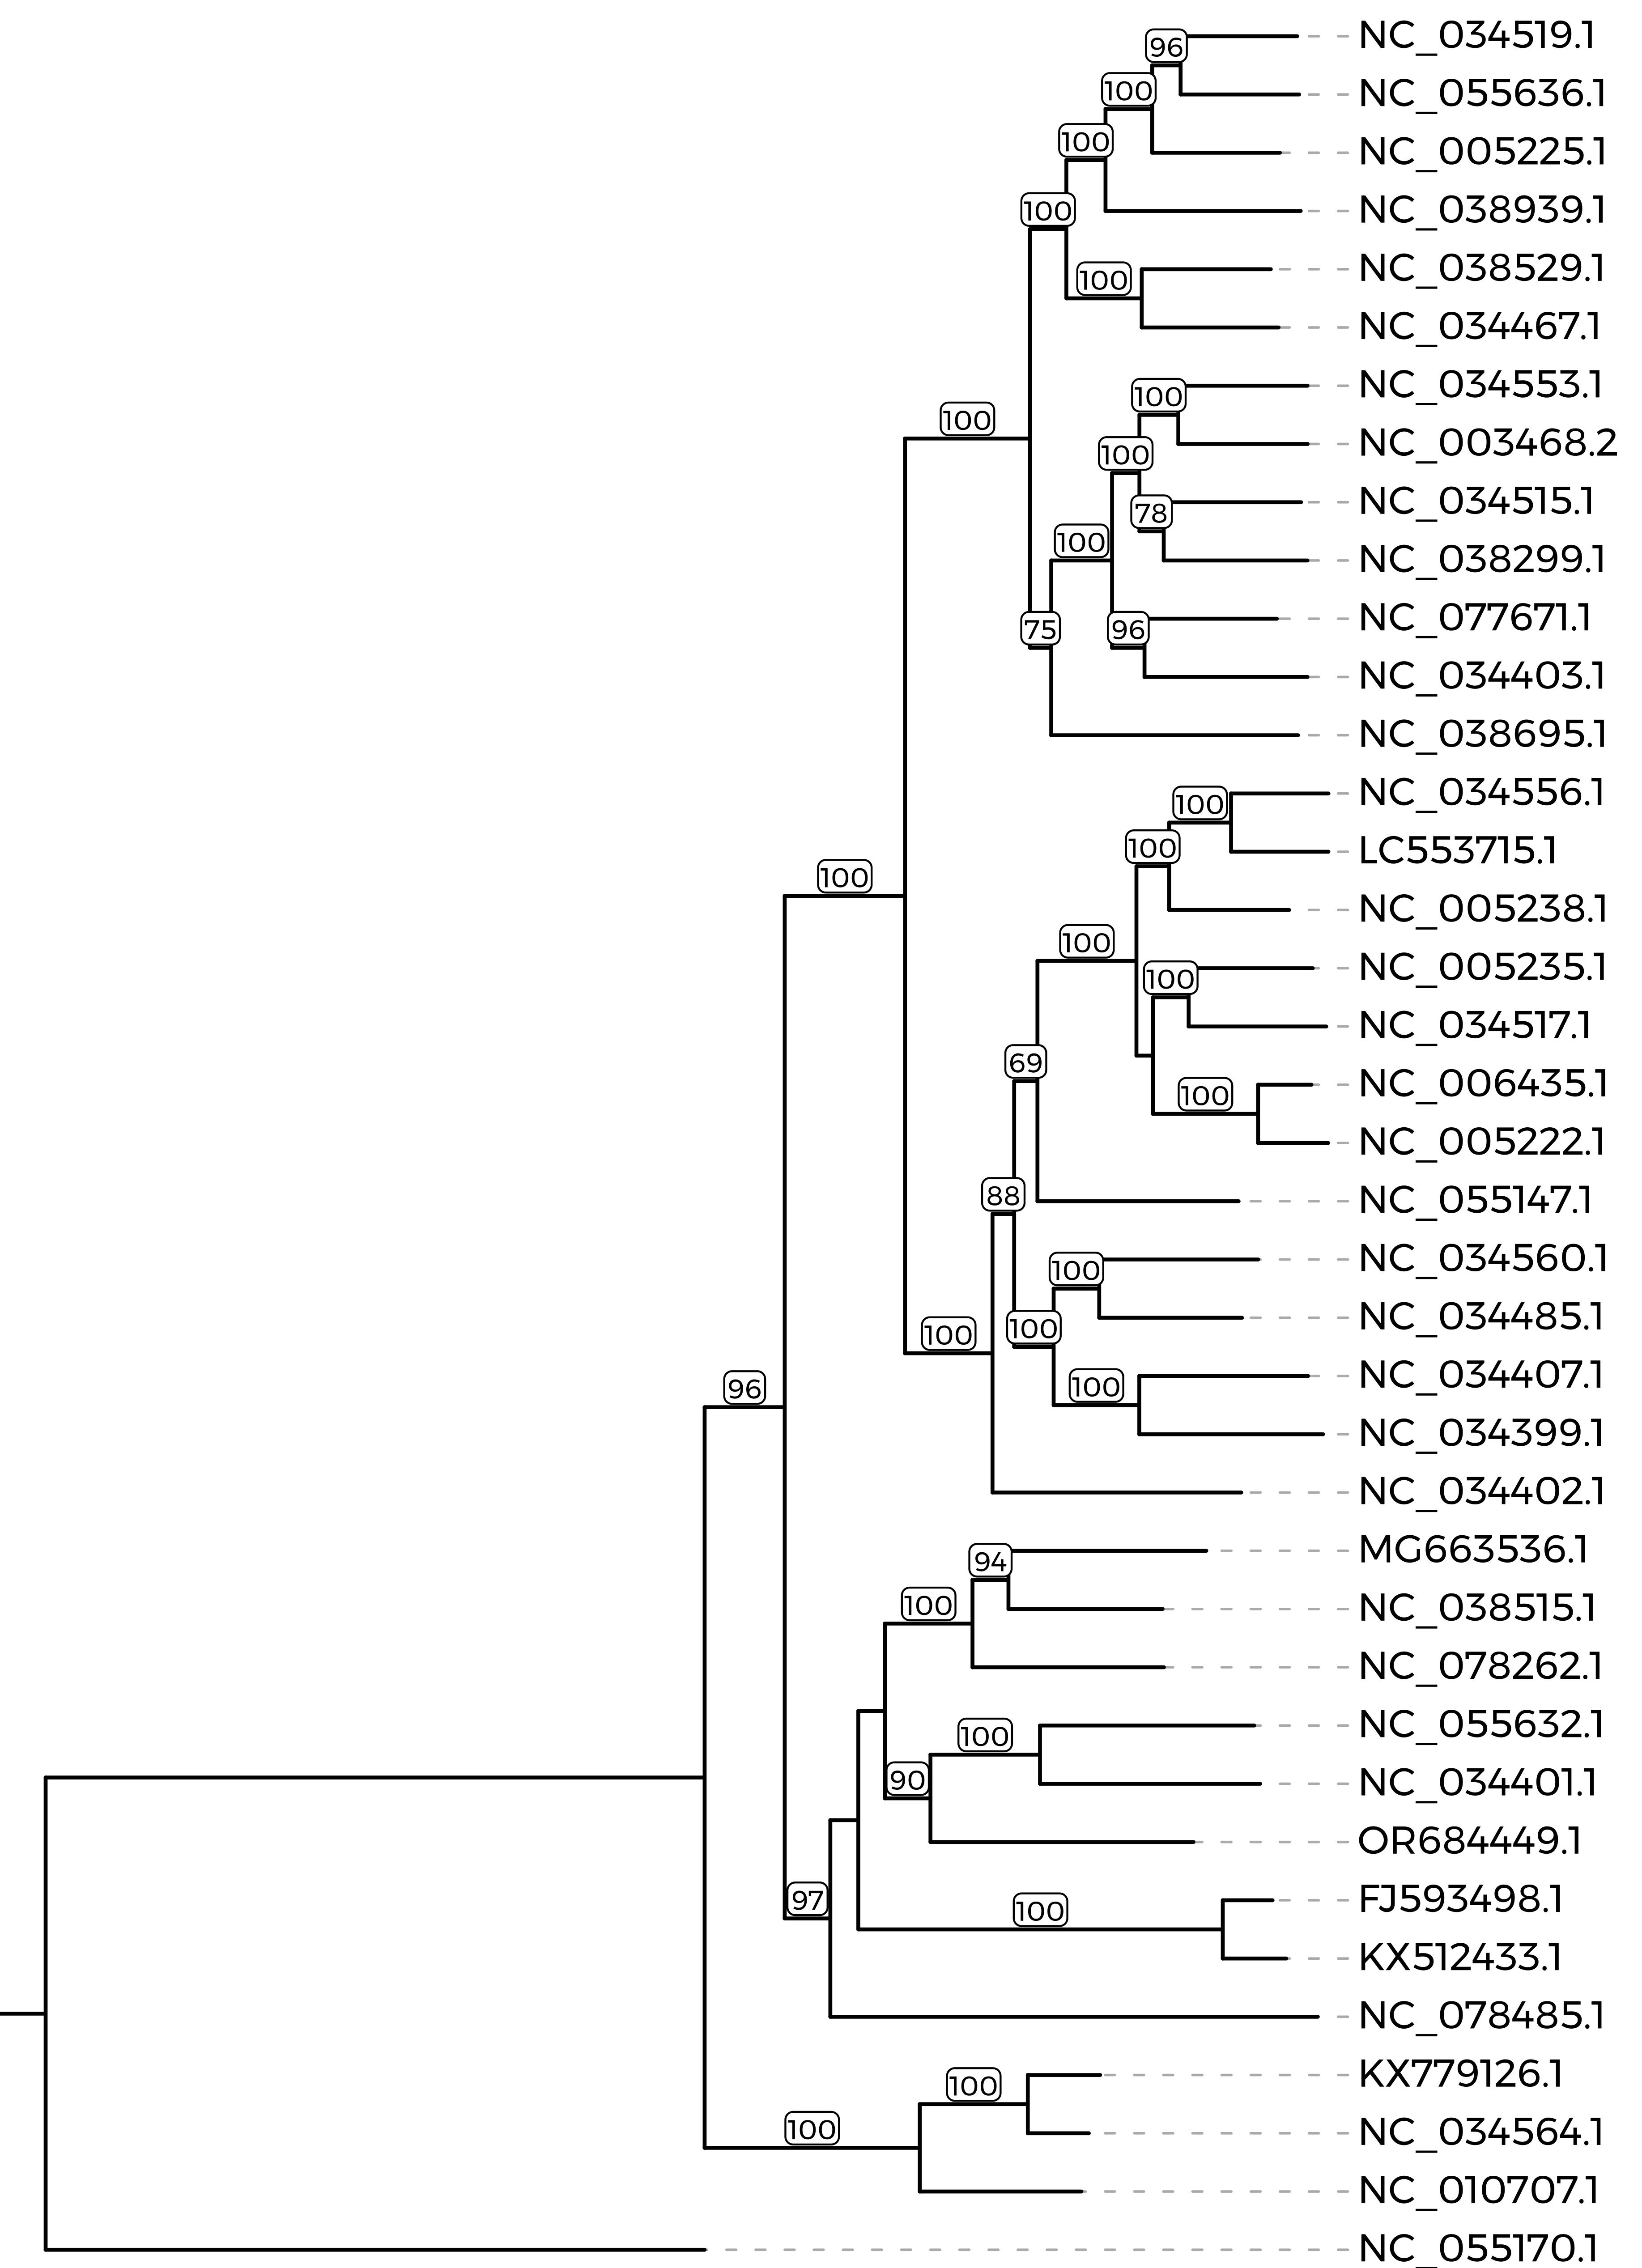 NC_034519.1
96
NC_055636.1
100
100
NC_005225.1
100
NC_038939.1
NC_038529.1
100
NC_034467.1
NC_034553.1
100
100
NC_003468.2
100
NC_034515.1
78
100
NC_038299.1
NC_077671.1
75
96
NC_034403.1
NC_038695.1
NC_034556.1
100
LC553715.1
100
100
NC_005238.1
100
NC_005235.1
100
NC_034517.1
69
NC_006435.1
100
NC_005222.1
88
NC_055147.1
NC_034560.1
100
NC_034485.1
100
100
NC_034407.1
96
100
NC_034399.1
NC_034402.1
MG663536.1
94
100
NC_038515.1
NC_078262.1
NC_055632.1
100
90
NC_034401.1
OR684449.1
97
FJ593498.1
100
KX512433.1
NC_078485.1
KX779126.1
100
100
NC_034564.1
NC_010707.1
NC_055170.1